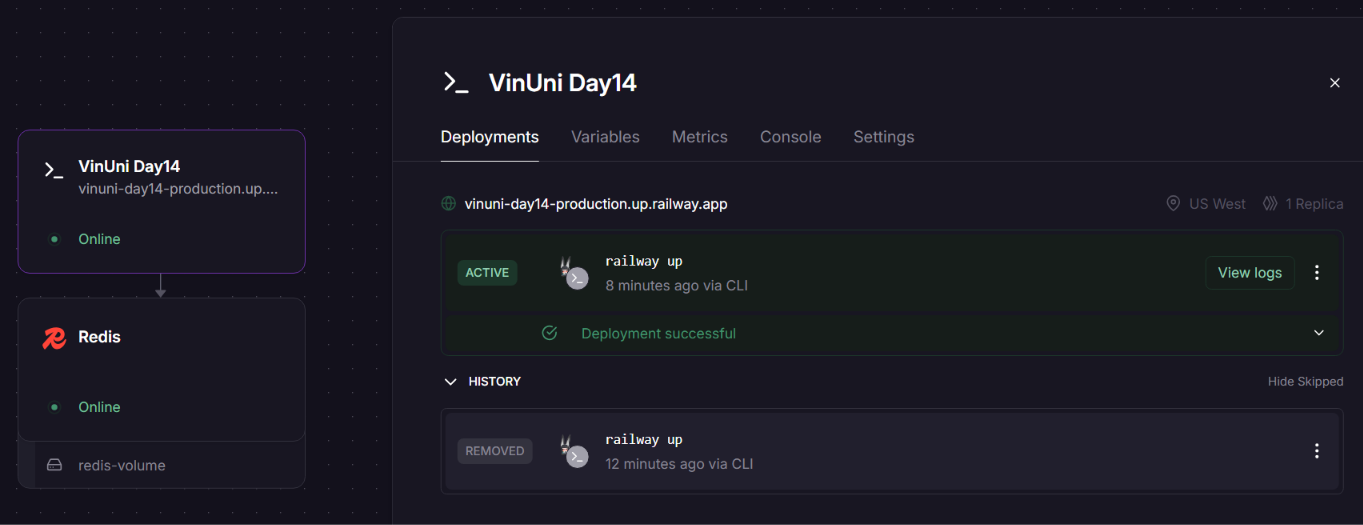 VinUni Day14
vinuni-day14-production.up....
Online
Redis
Online
redis-volume
VinUni Day14
Deployments Variables Metrics Console Settings
vinuni-day14-production.up.railway.app US West 1 Replica
ACTIVE railway up View logs
8 minutes ago via CLI
Deployment successful
HISTORY Hide Skipped
REMOVED railway up
12 minutes ago via CLI